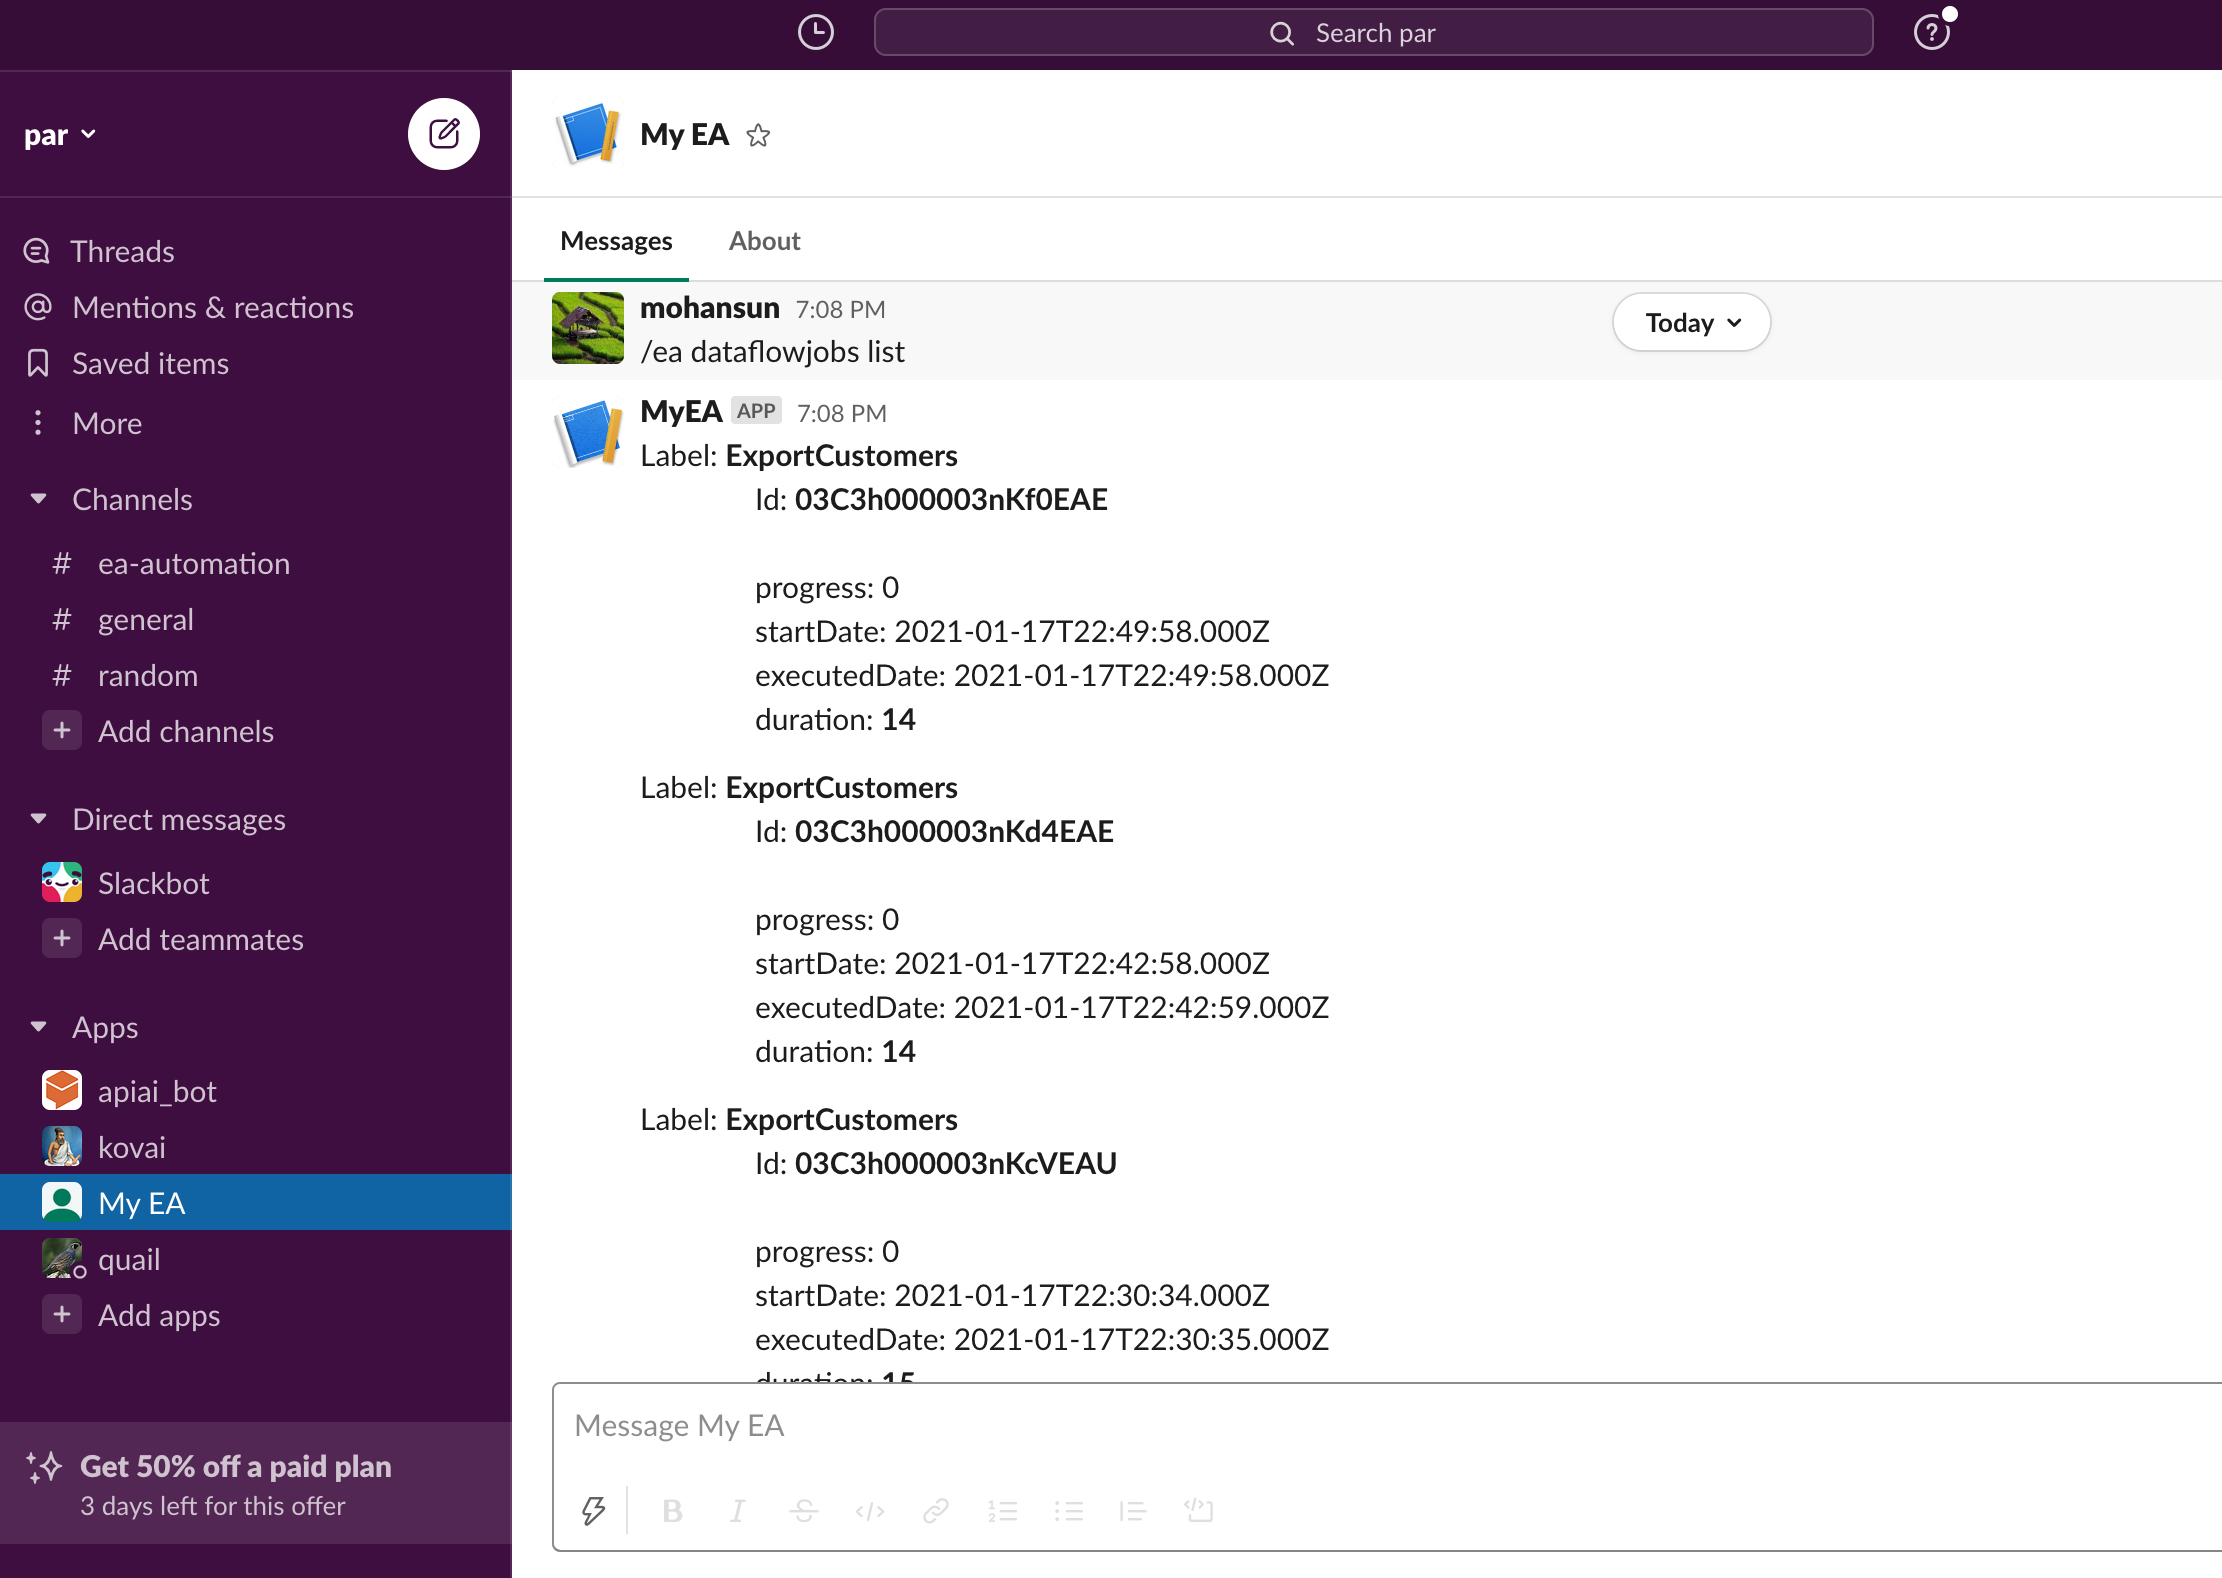 Search par
par
Threads
Mentions & reactions
Saved items
More
Channels
# ea-automation
# general
# random
+ Add channels
Direct messages
Slackbot
+ Add teammates
Apps
apiai_bot
kovai
My EA
quail
+ Add apps
Get 50% off a paid plan
3 days left for this offer
My EA
Messages About
mohansun 7:08 PM
/ea dataflowjobs list
Today
MyEA APP 7:08 PM
Label: ExportCustomers
Id: 03C3h000003nKf0EAE
progress: 0
startDate: 2021-01-17T22:49:58.000Z
executedDate: 2021-01-17T22:49:58.000Z
duration: 14
Label: ExportCustomers
Id: 03C3h000003nKd4EAE
progress: 0
startDate: 2021-01-17T22:42:58.000Z
executedDate: 2021-01-17T22:42:59.000Z
duration: 14
Label: ExportCustomers
Id: 03C3h000003nKcVEAU
progress: 0
startDate: 2021-01-17T22:30:34.000Z
executedDate: 2021-01-17T22:30:35.000Z
duration: 15
Message My EA